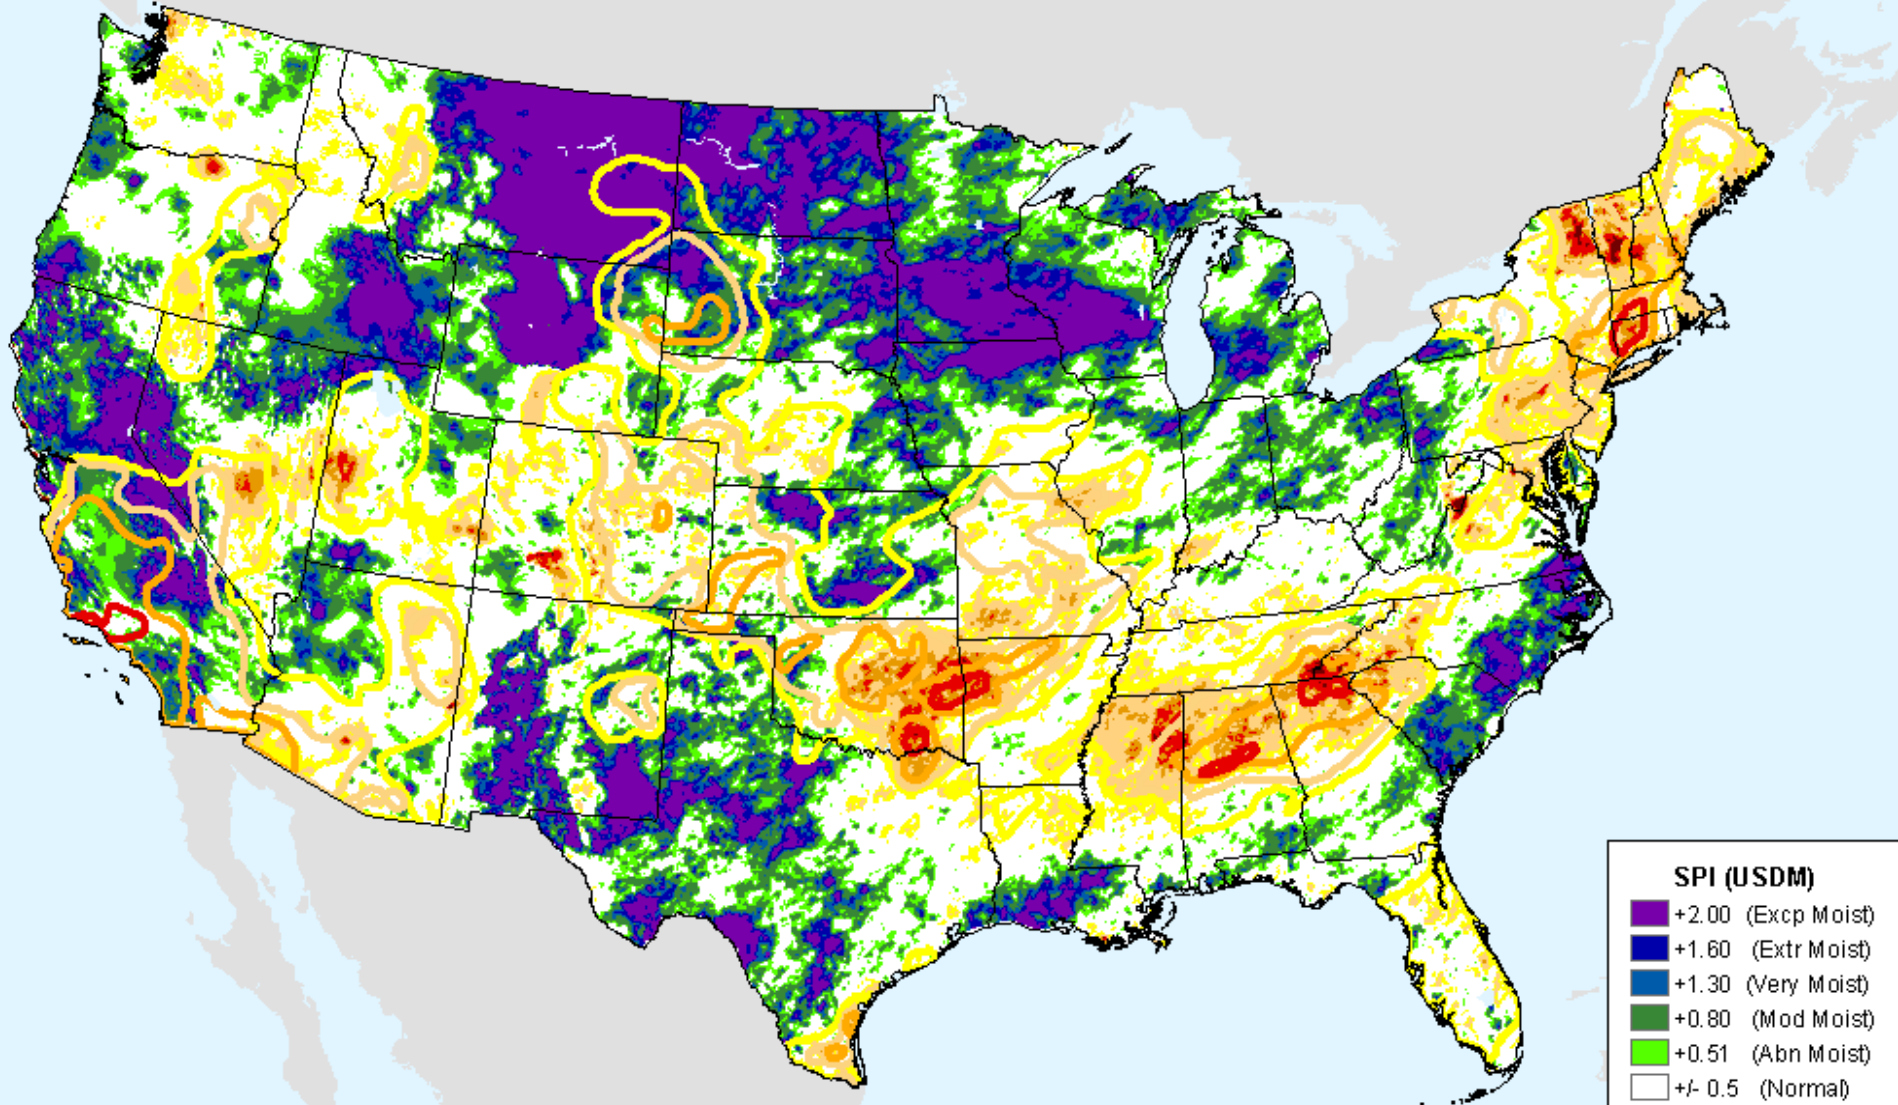 SPI (USDM)
+2.00 (Excp Moist)
+1.60 (Extr Moist)
+1.30 (Very Moist)
+0.80 (Mod Moist)
+0.51 (Abn Moist)
+/- 0.5 (Normal)